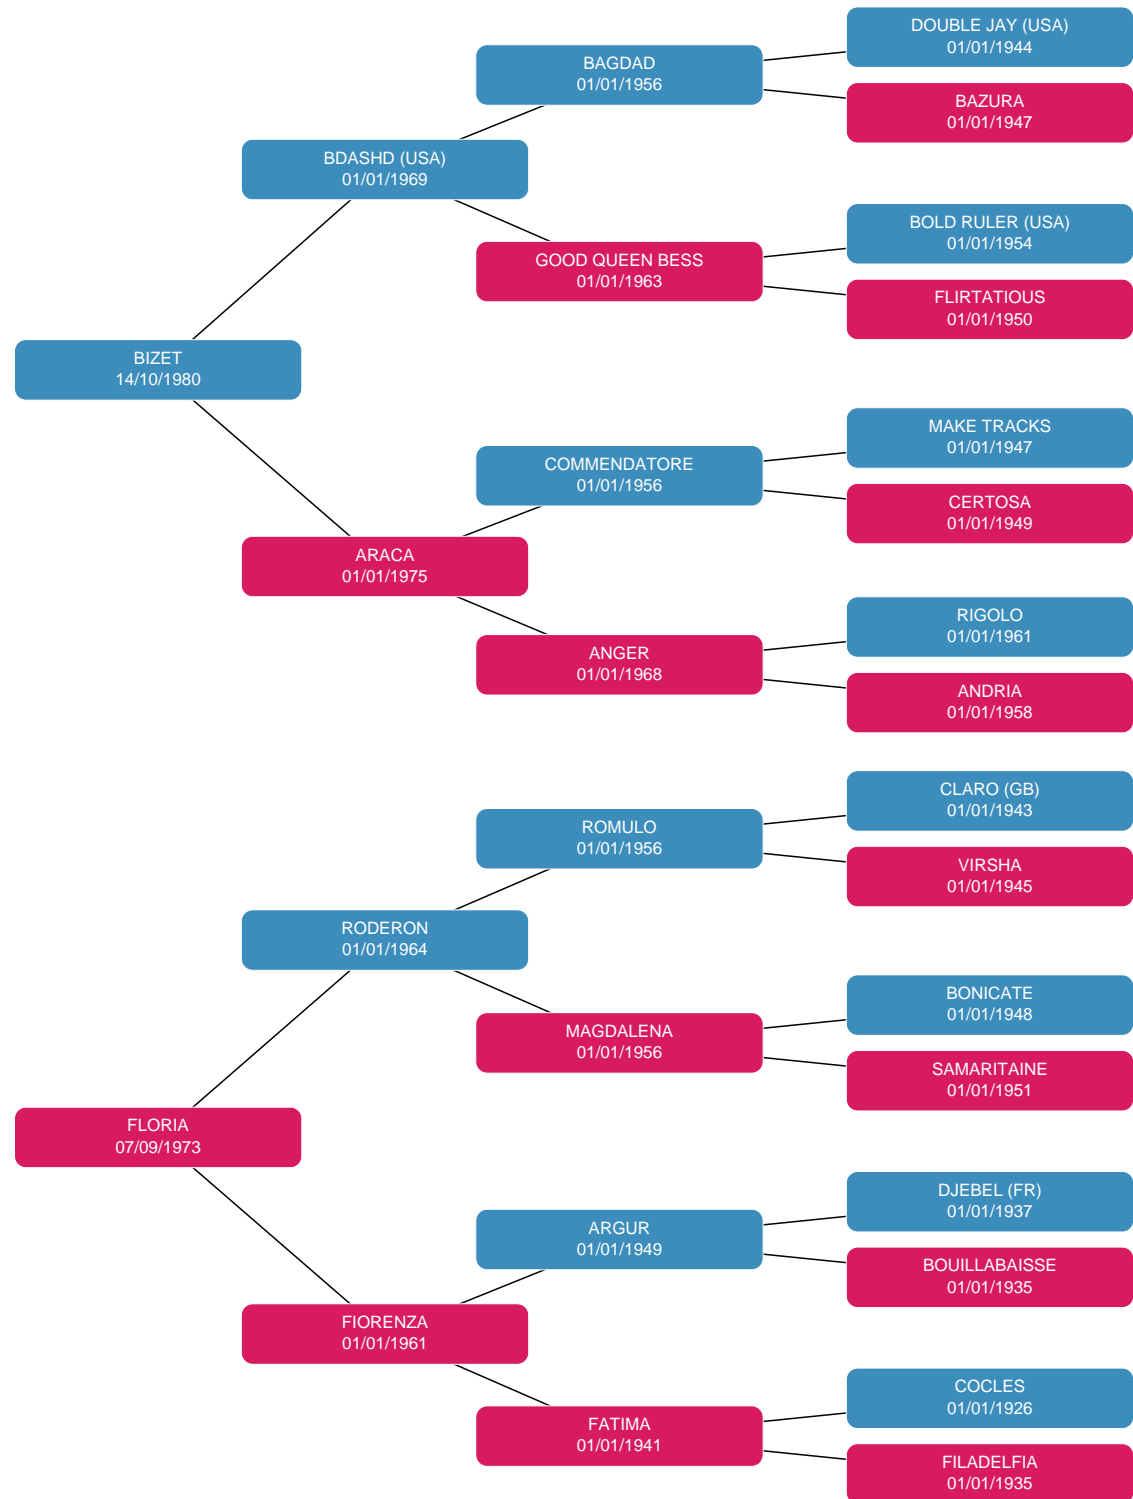 DOUBLE JAY (USA)
01/01/1944
BAGDAD
01/01/1956
BAZURA
01/01/1947
BDASHD (USA)
01/01/1969
BOLD RULER (USA)
01/01/1954
GOOD QUEEN BESS
01/01/1963
FLIRTATIOUS
01/01/1950
BIZET
14/10/1980
MAKE TRACKS
01/01/1947
COMMENDATORE
01/01/1956
CERTOSA
01/01/1949
ARACA
01/01/1975
RIGOLO
01/01/1961
ANGER
01/01/1968
ANDRIA
01/01/1958
CLARO (GB)
01/01/1943
ROMULO
01/01/1956
VIRSHA
01/01/1945
RODERON
01/01/1964
BONICATE
01/01/1948
MAGDALENA
01/01/1956
SAMARITAINE
01/01/1951
FLORIA
07/09/1973
DJEBEL (FR)
01/01/1937
ARGUR
01/01/1949
BOUILLABAISSE
01/01/1935
FIORENZA
01/01/1961
COCLES
01/01/1926
FATIMA
01/01/1941
FILADELFIA
01/01/1935